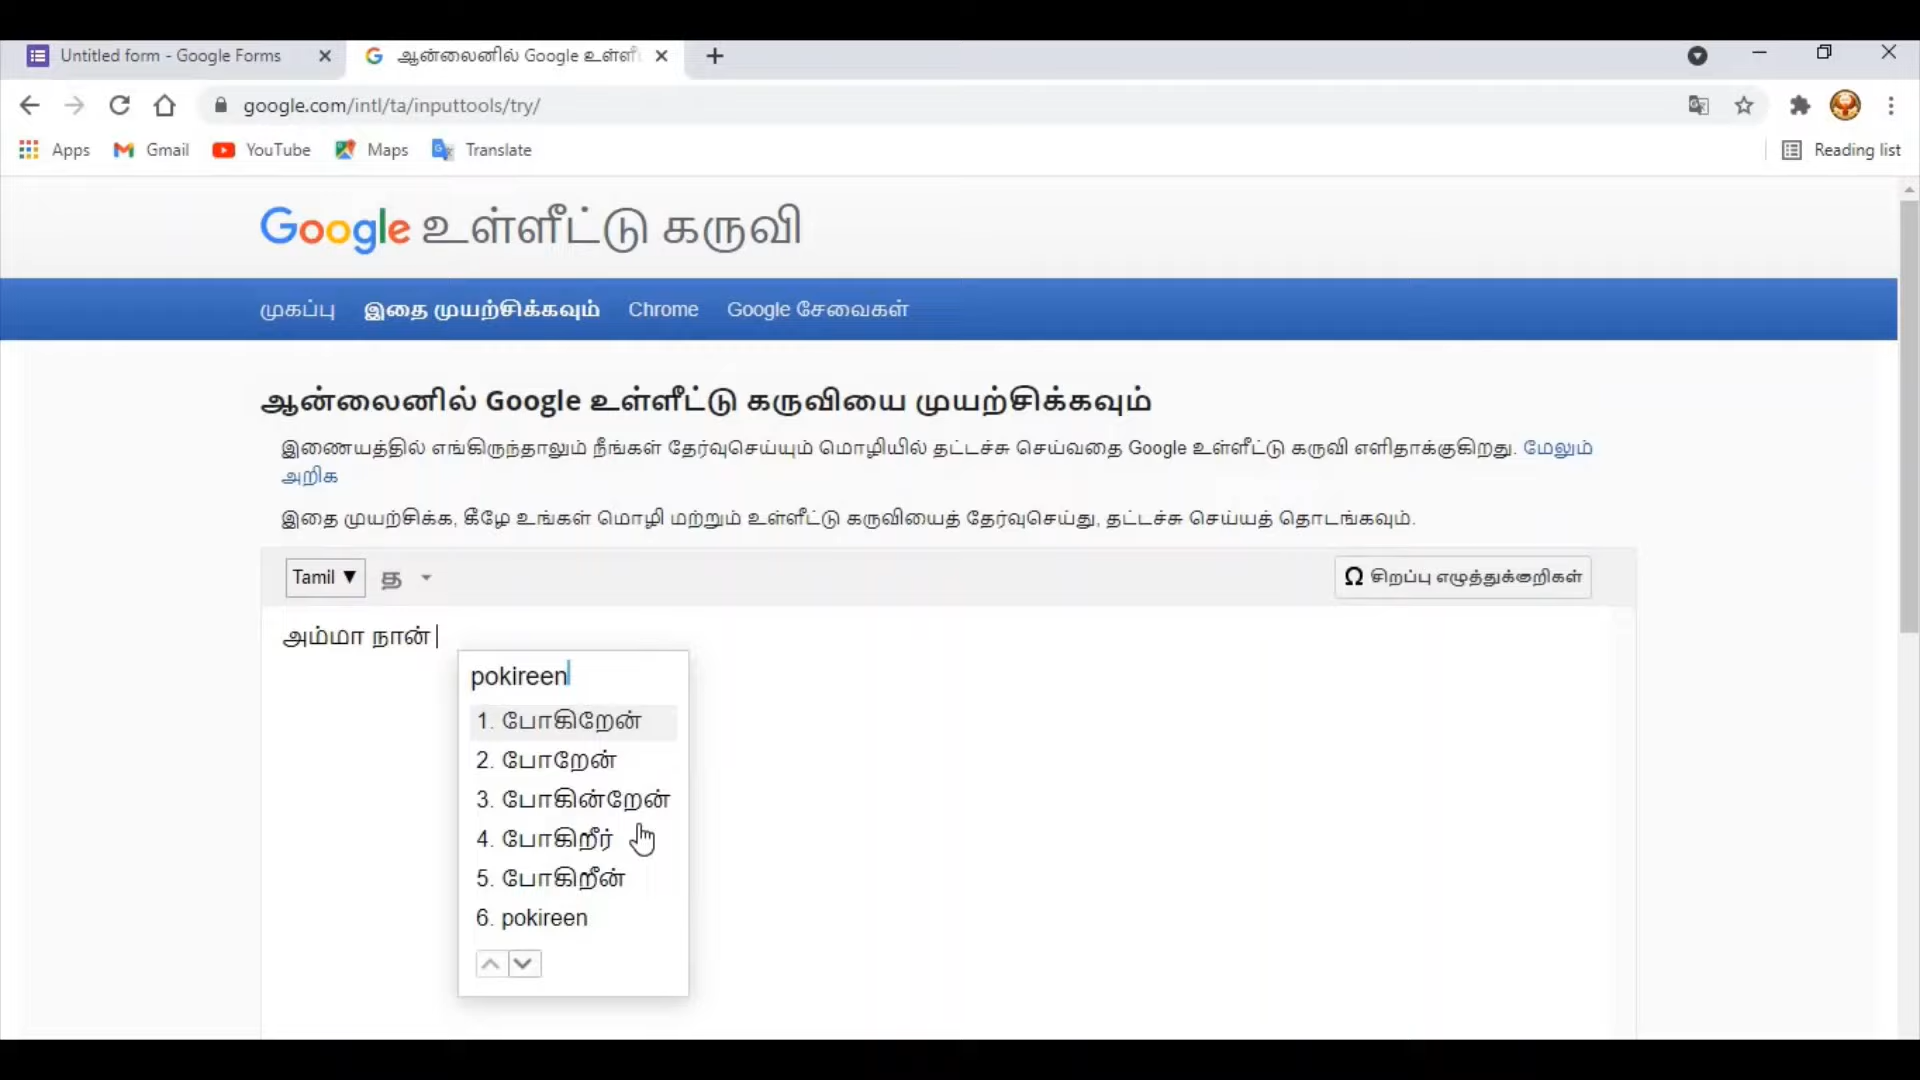 Untitled form - Google Forms
ஆன்லைனில் Google உள்ளீ
google.com/intl/ta/inputtools/try/
Apps Gmail YouTube Maps Translate Reading list
Google உள்ளீட்டு கருவி
முகப்பு இதை முயற்சிக்கவும் Chrome Google சேவைகள்
ஆன்லைனில் Google உள்ளீட்டு கருவியை முயற்சிக்கவும்
இணையத்தில் எங்கிருந்தாலும் நீங்கள் தேர்வுசெய்யும் மொழியில் தட்டச்சு செய்வதை Google உள்ளீட்டு கருவி எளிதாக்குகிறது. மேலும்
அறிக
இதை முயற்சிக்க, கீழே உங்கள் மொழி மற்றும் உள்ளீட்டு கருவியைத் தேர்வுசெய்து, தட்டச்சு செய்யத் தொடங்கவும்.
Tamil ▼ த Ω சிறப்பு எழுத்துக்குறிகள்
அம்மா நான்
pokireen
1. போகிறேன்
2. போறேன்
3. போகின்றேன்
4. போகிறீர்
5. போகிறீன்
6. pokireen